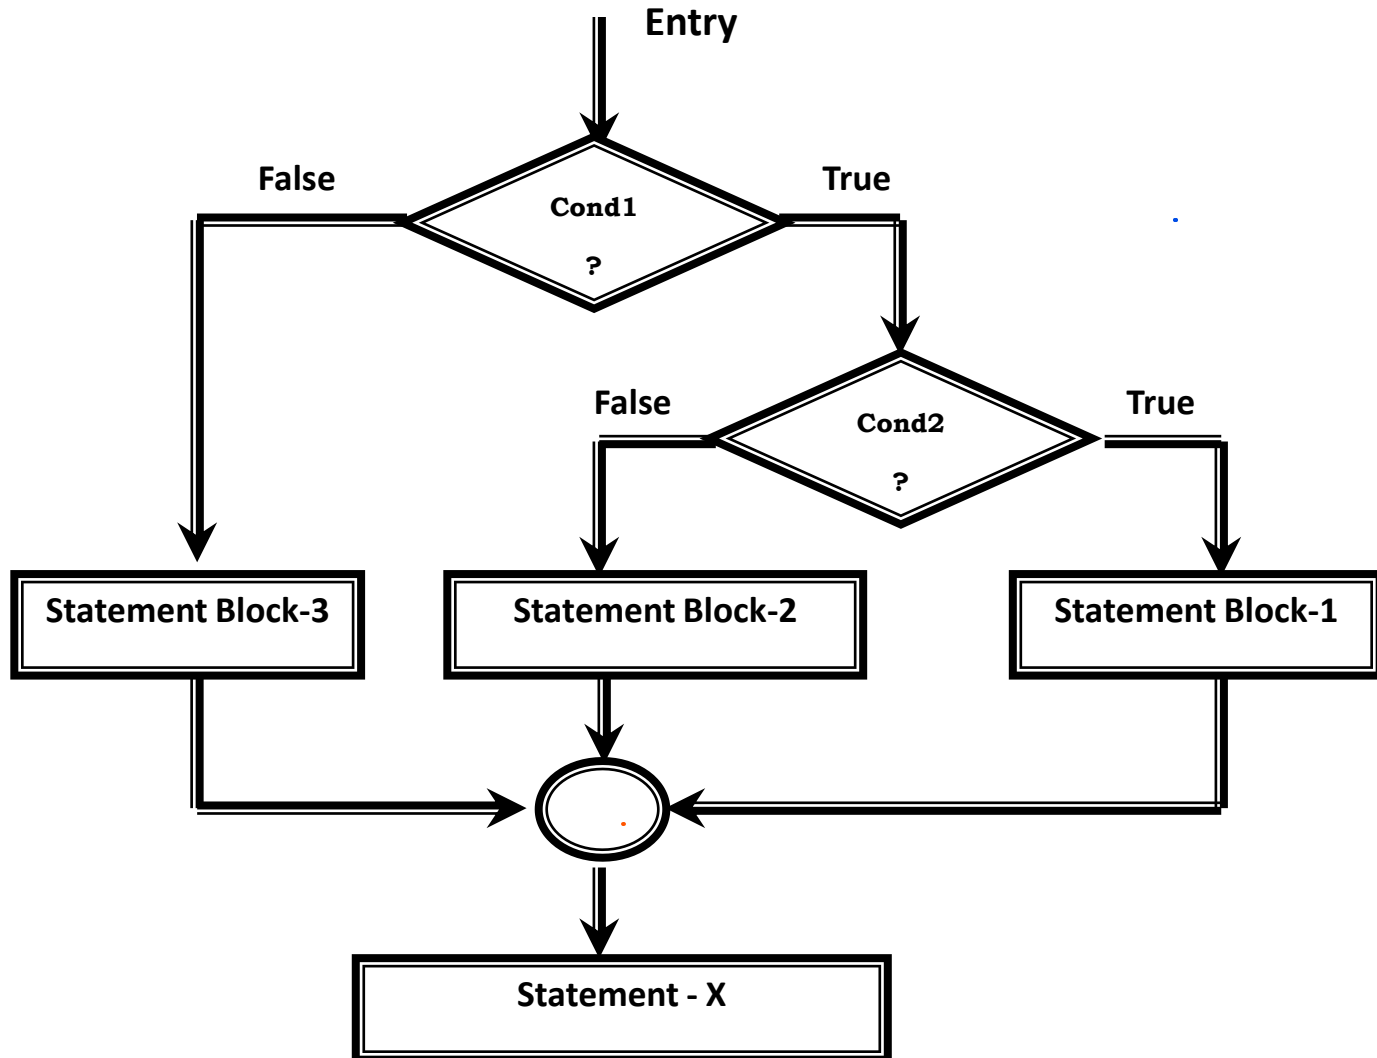 Entry
False
True
Cond1
?
False
True
Cond2
?
Statement Block-3
Statement Block-2
Statement Block-1
Statement - X